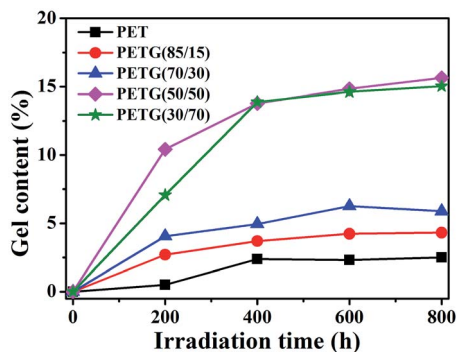 20
15
10
5
0
Gel content (%)
PET
PETG(85/15)
PETG(70/30)
PETG(50/50)
PETG(30/70)
0 200 400 600 800
Irradiation time (h)